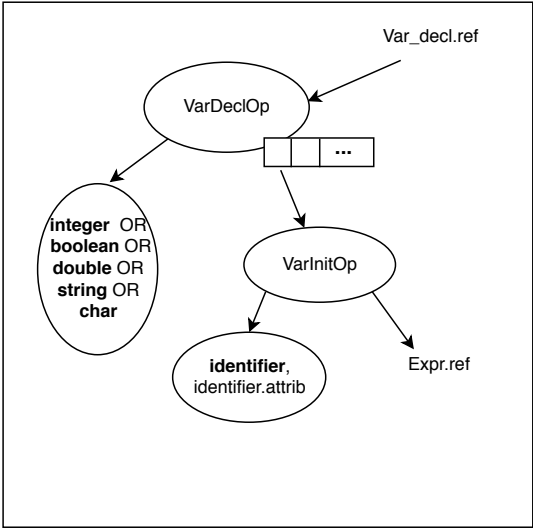 Var_decl.ref
VarDeclOp
...
integer OR
boolean OR
double OR
string OR
char
VarInitOp
identifier,
identifier.attrib
Expr.ref